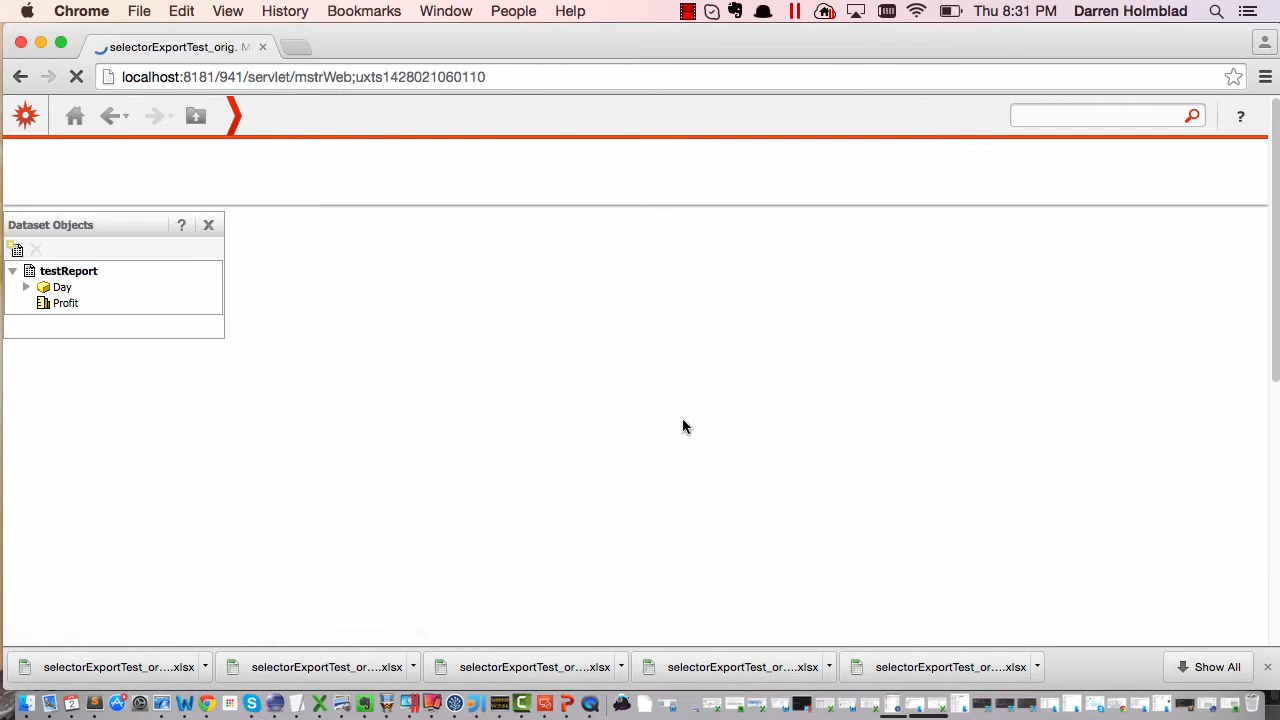 Chrome File Edit View History Bookmarks Window People Help Thu 8:31 PM Darren Holmblad
selectorExportTest_orig. M
localhost:8181/941/servlet/mstrWeb;uxts1428021060110
?
Dataset Objects ?
testReport
Day
Profit
selectorExportTest_or....xlsx selectorExportTest_or....xlsx selectorExportTest_or....xlsx selectorExportTest_or....xlsx selectorExportTest_or....xlsx Show All